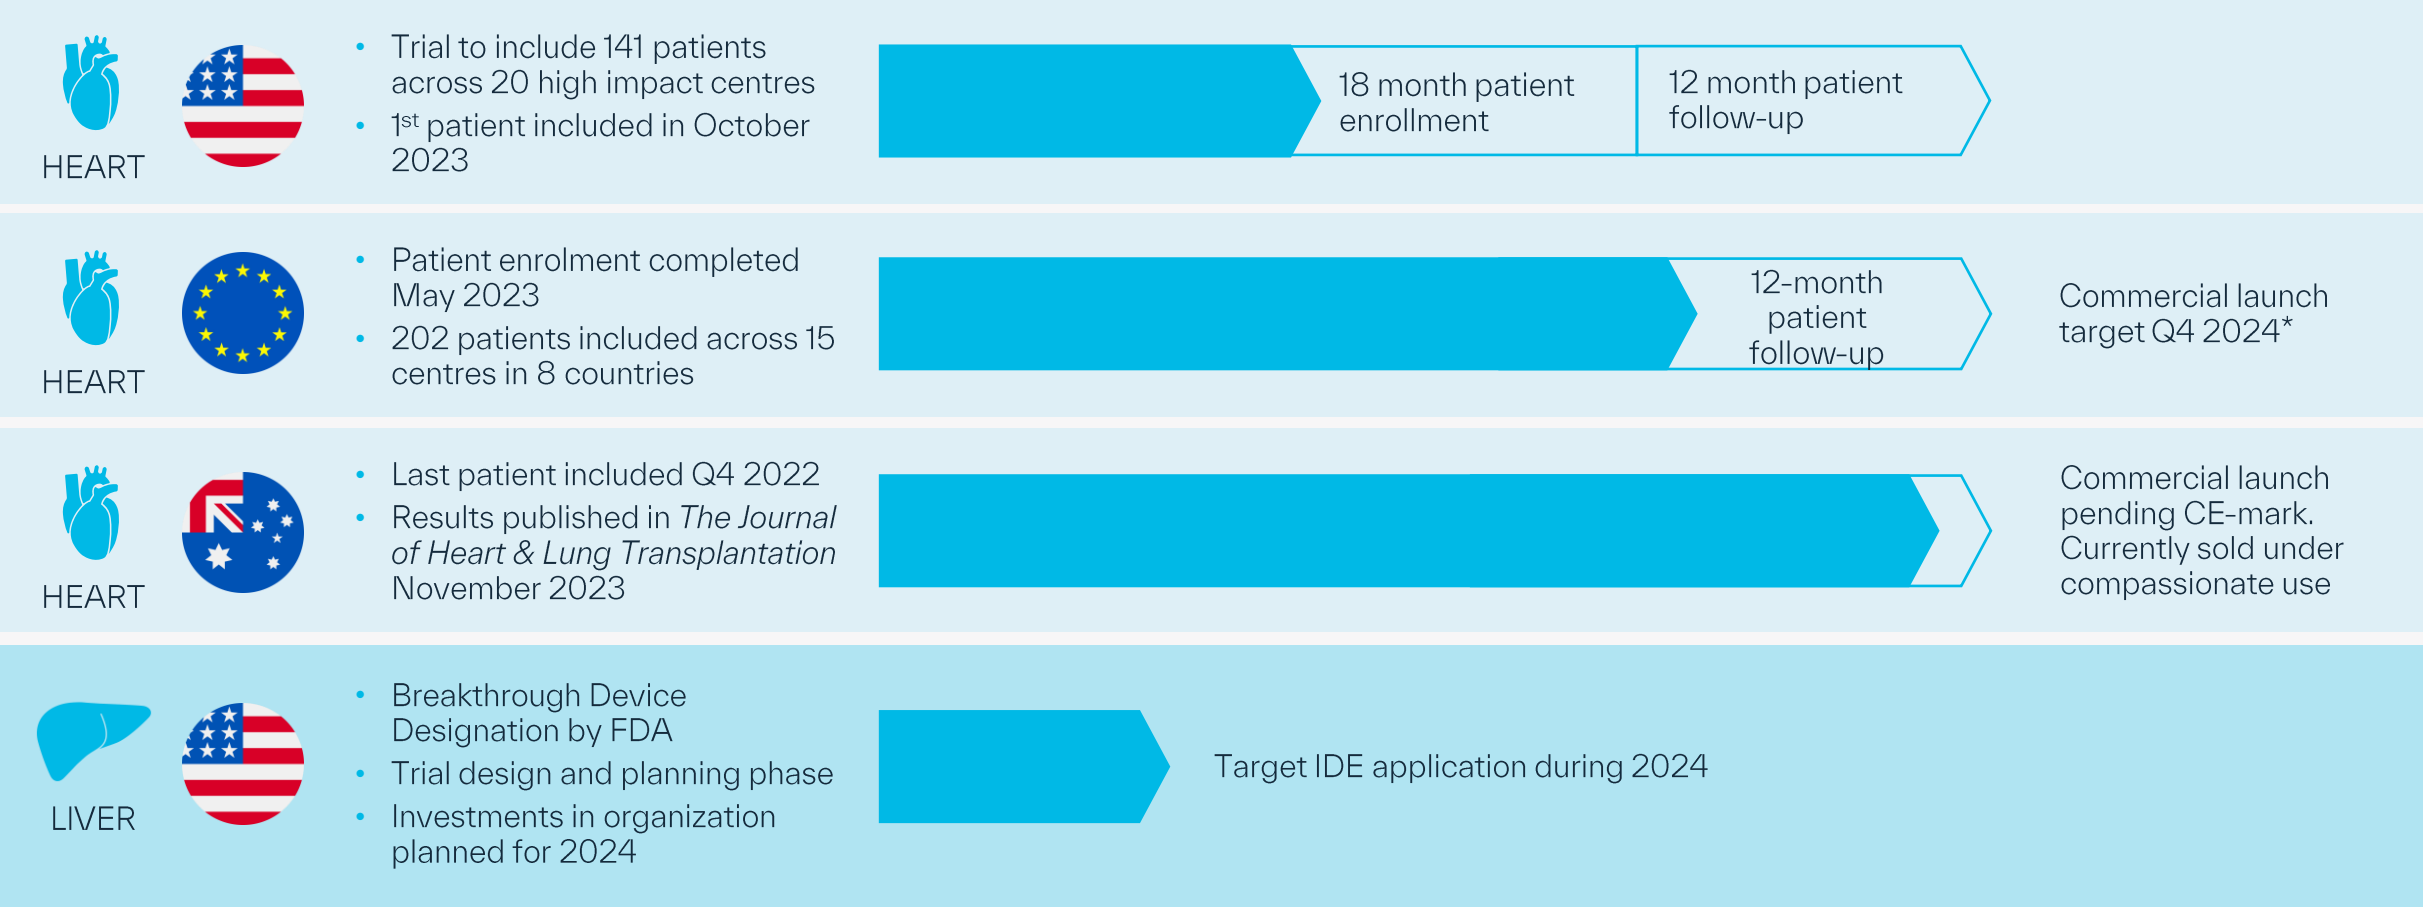 HEART
• Trial to include 141 patients
across 20 high impact centres
• 1st patient included in October
2023
18 month patient
enrollment
12 month patient
follow-up
HEART
• Patient enrolment completed
May 2023
• 202 patients included across 15
centres in 8 countries
12-month
patient
follow-up
Commercial launch
target Q4 2024*
HEART
• Last patient included Q4 2022
• Results published in The Journal
of Heart & Lung Transplantation
November 2023
Commercial launch
pending CE-mark.
Currently sold under
compassionate use
LIVER
• Breakthrough Device
Designation by FDA
• Trial design and planning phase
• Investments in organization
planned for 2024
Target IDE application during 2024